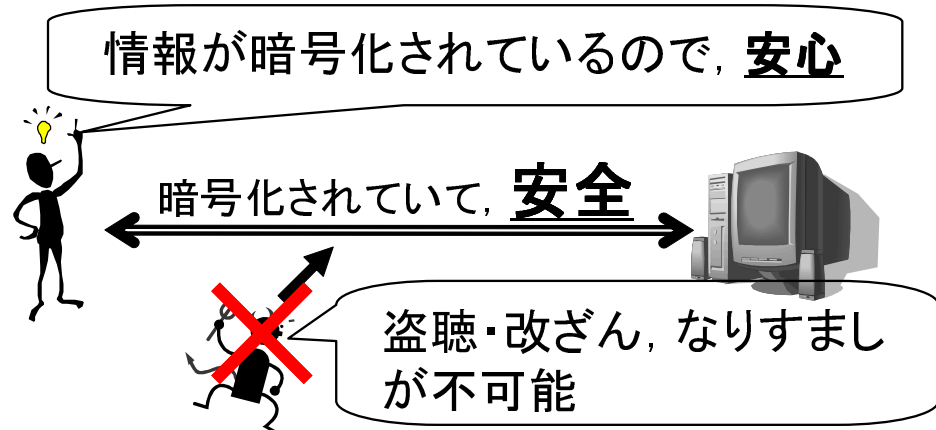 情報が暗号化されているので, 安心
暗号化されていて, 安全
盗聴・改ざん, なりすまし
が不可能